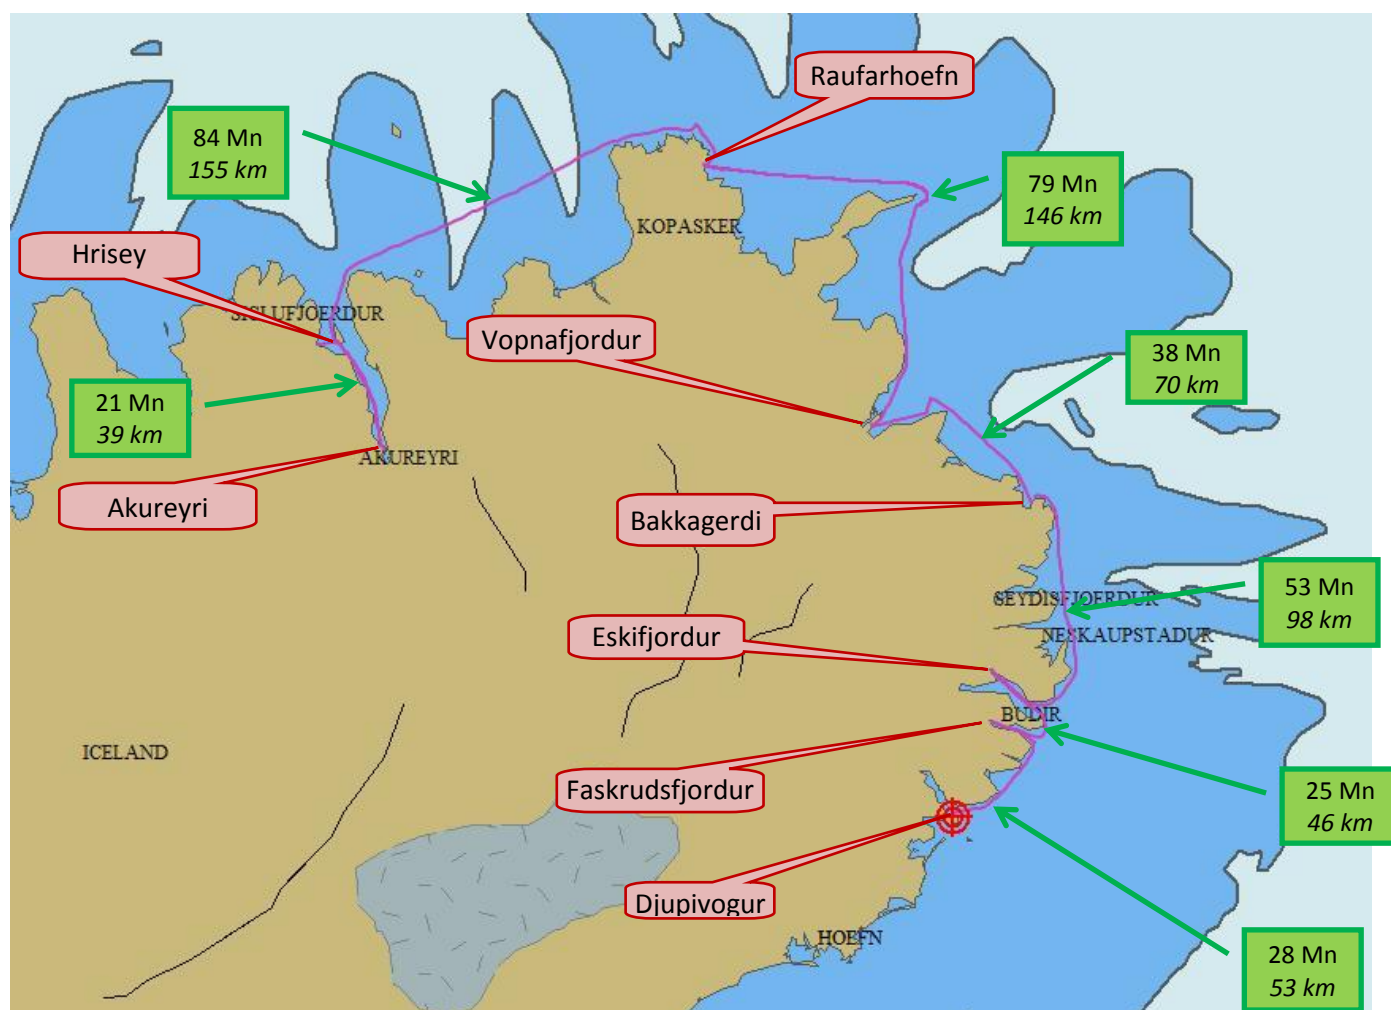 Raufarhoefn
84 Mn
155 km
79 Mn
146 km
KOPASKER
Hrisey
SIGLUFJOERDUR
Vopnafjordur
38 Mn
70 km
21 Mn
39 km
AKUREYRI
Akureyri
Bakkagerdi
53 Mn
98 km
SEYDISFJOERDUR
NESKAUPSTADUR
Eskifjordur
BUDIR
ICELAND
Faskrudsfjordur
25 Mn
46 km
Djupivogur
HOEFN
28 Mn
53 km